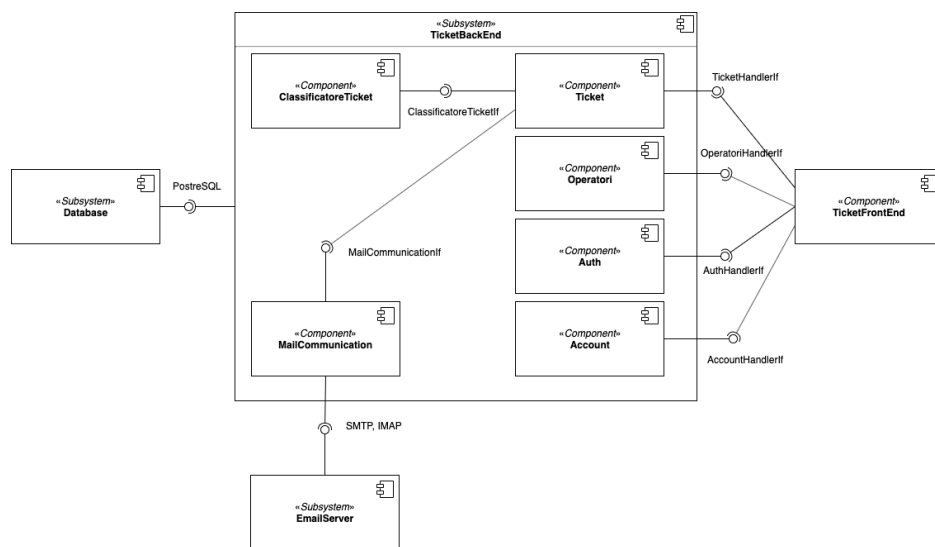 «Subsystem»
TicketBackEnd
«Component»
ClassificatoreTicket
ClassificatoreTicketIf
«Component»
Ticket
TicketHandlerIf
«Component»
Operatori
OperatoriHandlerIf
«Subsystem»
Database
PostreSQL
«Component»
TicketFrontEnd
«Component»
Auth
AuthHandlerIf
MailCommunicationIf
«Component»
MailCommunication
«Component»
Account
AccountHandlerIf
SMTP, IMAP
«Subsystem»
EmailServer